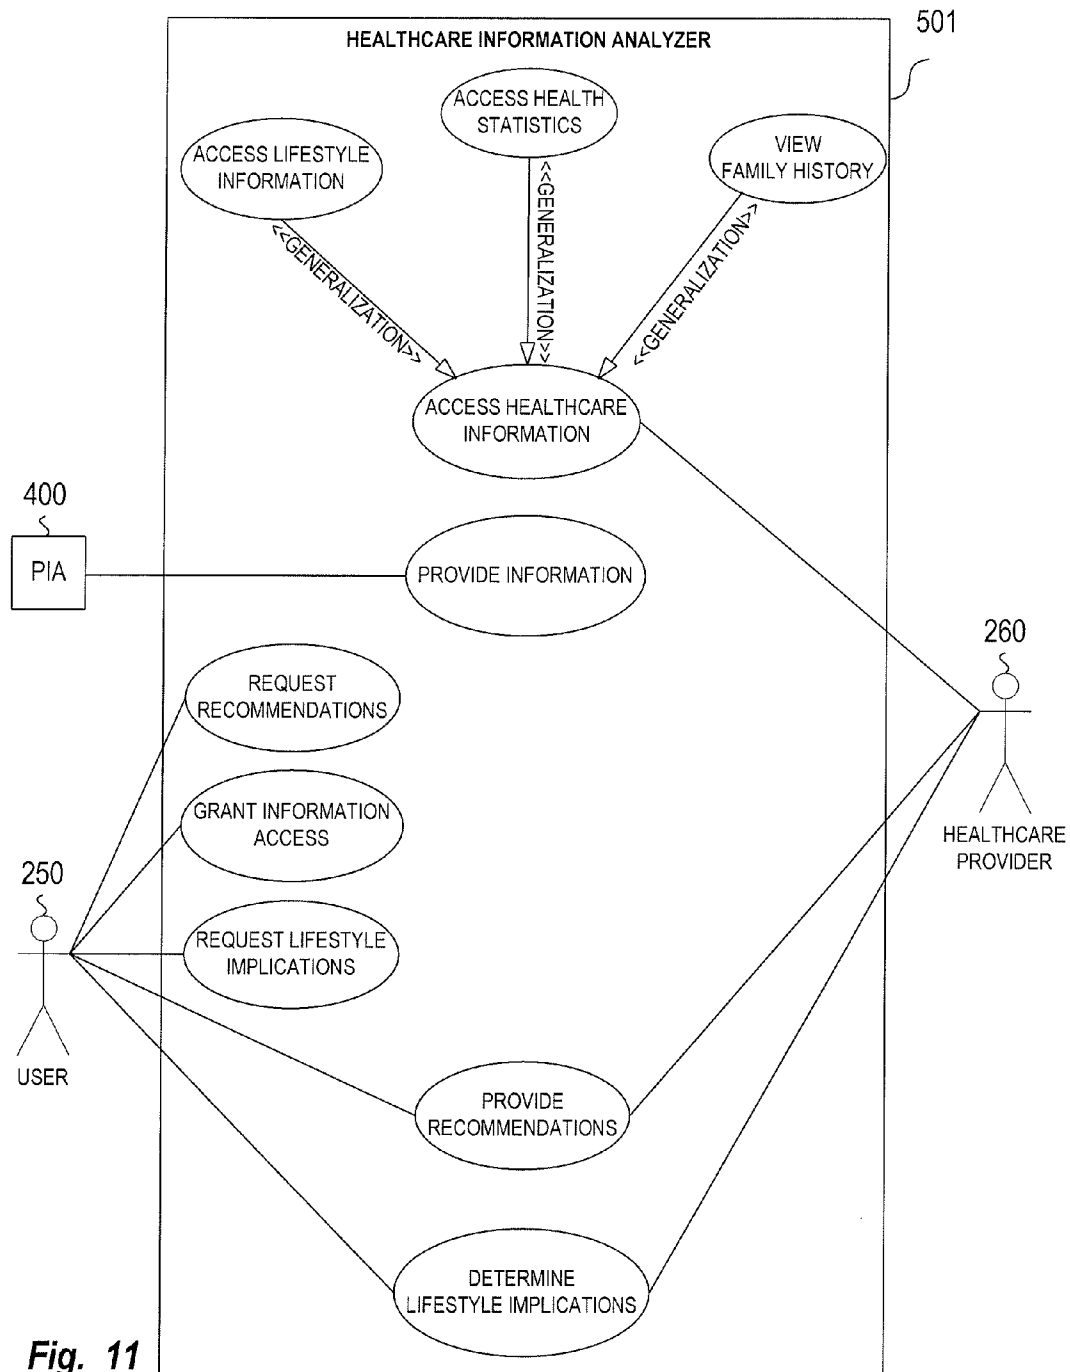 501
HEALTHCARE INFORMATION ANALYZER
ACCESS HEALTH
STATISTICS
ACCESS LIFESTYLE
INFORMATION
VIEW
FAMILY HISTORY
<<GENERALIZATION>>
<<GENERALIZATION>>
<<GENERALIZATION>>
ACCESS HEALTHCARE
INFORMATION
400
PIA
PROVIDE INFORMATION
260
REQUEST
RECOMMENDATIONS
GRANT INFORMATION
ACCESS
HEALTHCARE
PROVIDER
250
REQUEST LIFESTYLE
IMPLICATIONS
USER
PROVIDE
RECOMMENDATIONS
DETERMINE
LIFESTYLE IMPLICATIONS
Fig. 11